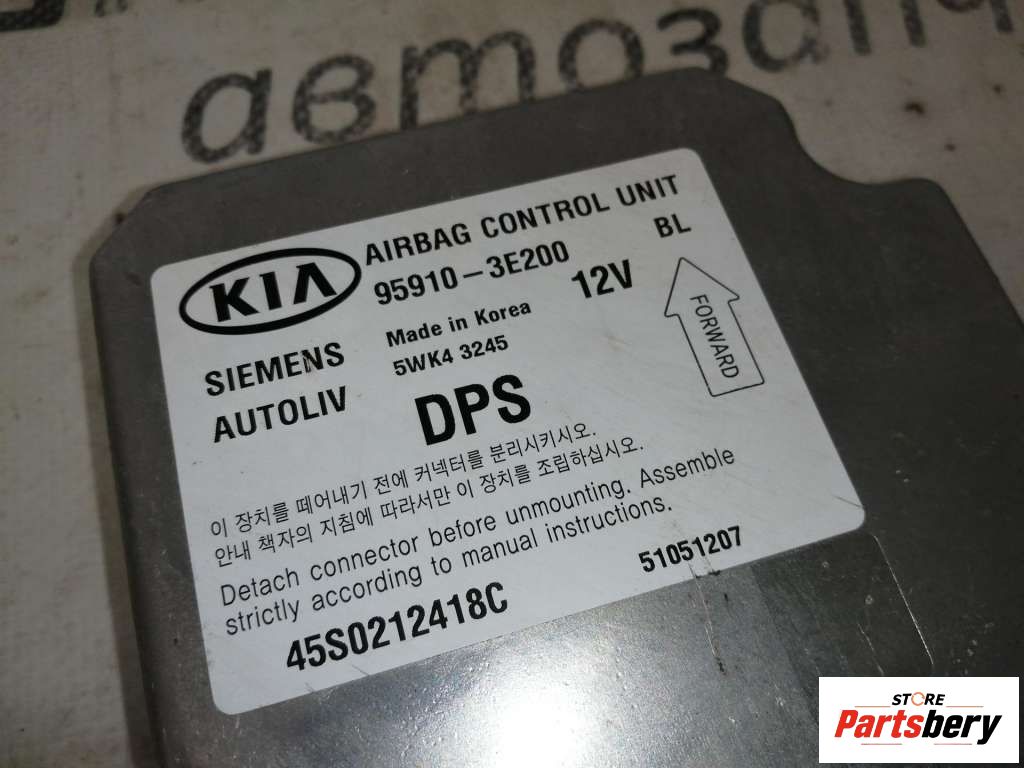 автозапч
KIA
AIRBAG CONTROL UNIT
95910-3E200
BL
12V
Made in Korea
5WK4 3245
SIEMENS
AUTOLIV
DPS
FORWARD
이 장치를 떼어내기 전에 커넥터를 분리시키시오.
안내 책자의 지침에 따라서만 이 장치를 조립하십시오.
Detach connector before unmounting. Assemble
strictly according to manual instructions.
45S0212418C
51051207
STORE
Partsbery